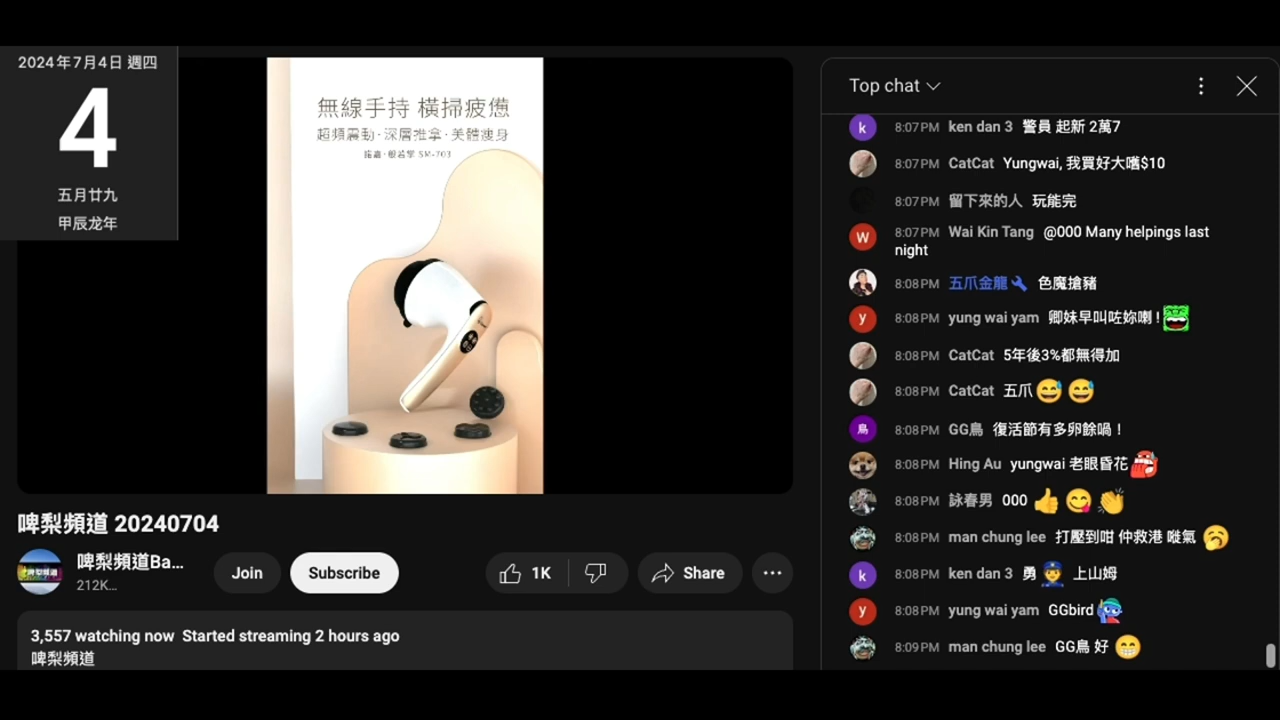 2024年7月4日 週四
4
五月廿九
甲辰龙年
無線手持 橫掃疲憊
超頻震動·深層推拿·美體瘦身
SM-703
啤梨頻道 20240704
啤梨頻道Ba...
212K...
Join
Subscribe
1K
Share
3,557 watching now Started streaming 2 hours ago
啤梨頻道
Top chat
8:07PM ken dan 3 警員 起新 2萬7
8:07PM CatCat Yungwai, 我買好大嚿$10
8:07PM 留下來的人 玩能完
8:07PM Wai Kin Tang @000 Many helpings last
night
8:08PM 五爪金龍 色魔搶豬
8:08PM yung wai yam 卿妹早叫咗妳喇 !
8:08PM CatCat 5年後3%都無得加
8:08PM CatCat 五爪😅😅
8:08PM GG鳥 復活節有多卵餘喎！
8:08PM Hing Au yungwai 老眼昏花
8:08PM 詠春男 000 👍😋👏
8:08PM man chung lee 打壓到咁 仲救港 嘥氣 🥱
8:08PM ken dan 3 勇 👮 上山姆
8:08PM yung wai yam GGbird
8:09PM man chung lee GG鳥 好 😁